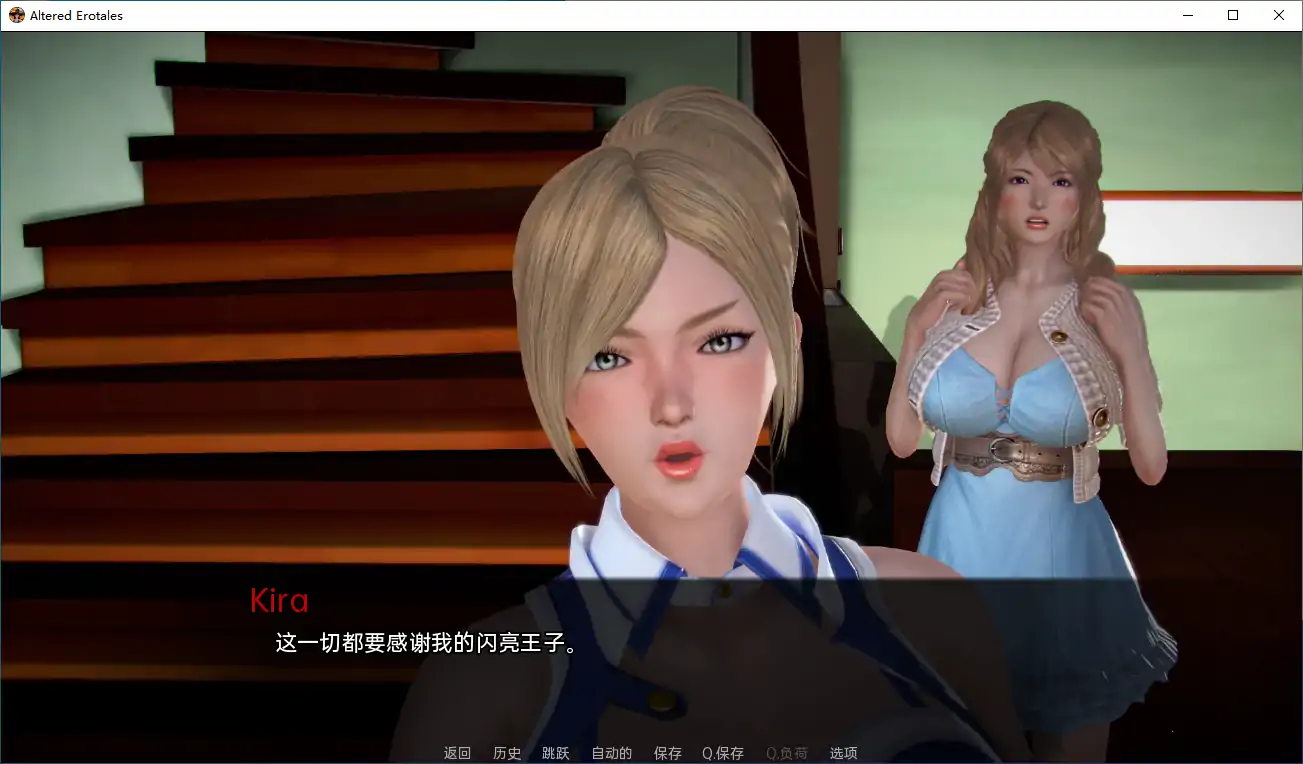 Altered Erotales
Kira
这一切都要感谢我的闪亮王子。
返回 历史 跳跃 自动的 保存 Q.保存 Q.负荷 选项